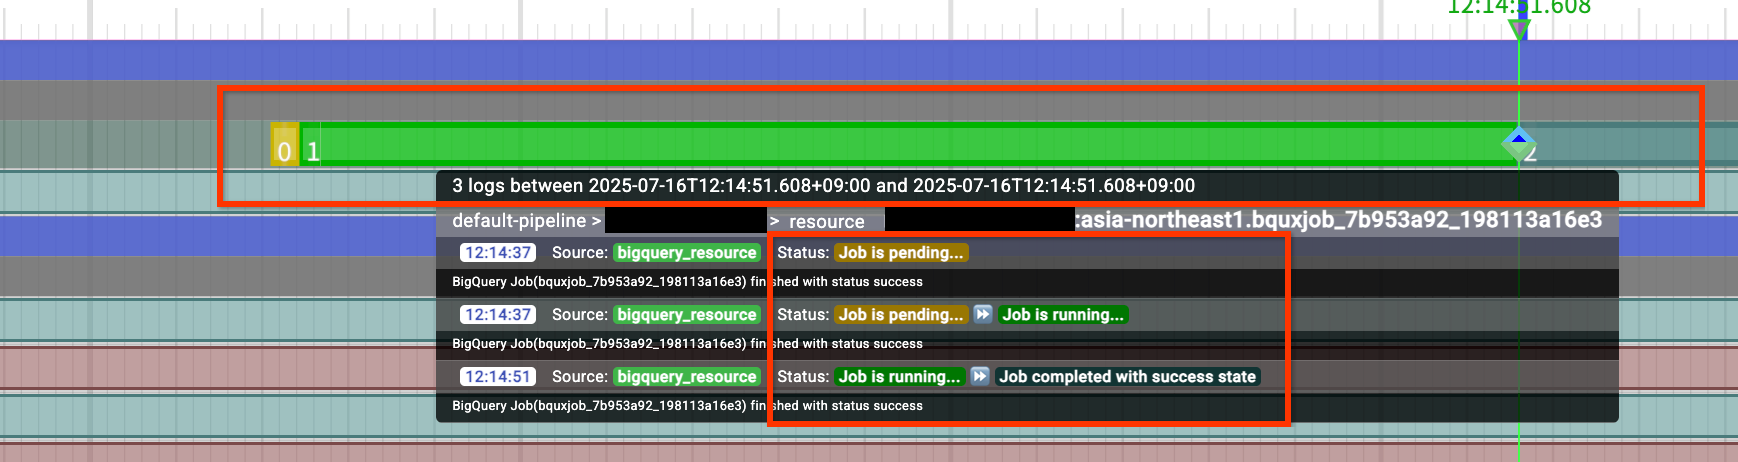 12:14:51.608
0 1 2
3 logs between 2025-07-16T12:14:51.608+09:00 and 2025-07-16T12:14:51.608+09:00
default-pipeline > > resource :asia-northeast1.bquxjob_7b953a92_198113a16e3
12:14:37 Source: bigquery_resource Status: Job is pending...
BigQuery Job(bquxjob_7b953a92_198113a16e3) finished with status success
12:14:37 Source: bigquery_resource Status: Job is pending... ⏩ Job is running...
BigQuery Job(bquxjob_7b953a92_198113a16e3) finished with status success
12:14:51 Source: bigquery_resource Status: Job is running... ⏩ Job completed with success state
BigQuery Job(bquxjob_7b953a92_198113a16e3) finished with status success